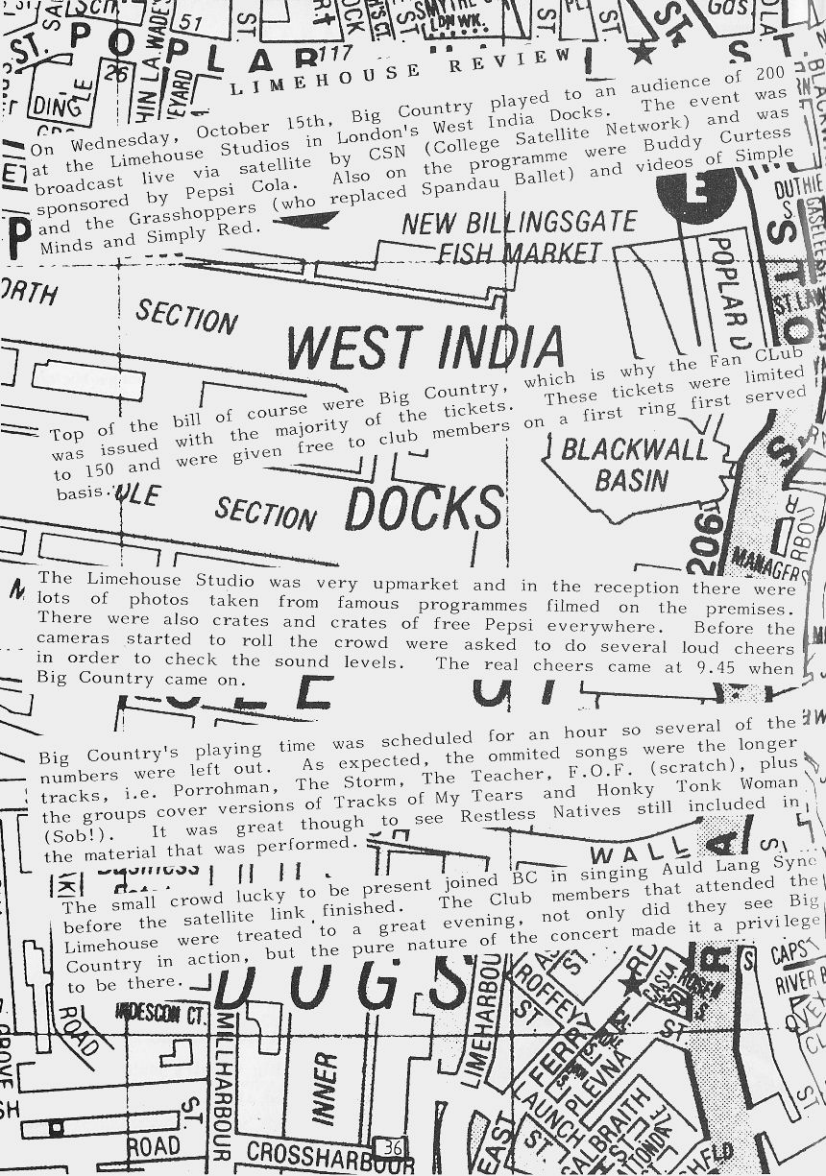 51
ST.
POPLAR
117
ST.
26
DINGLE
LIMEHOUSE REVIEW
On Wednesday, October 15th, Big Country played to an audience of 200
at the Limehouse Studios in London's West India Docks. The event was
broadcast live via satellite by CSN (College Satellite Network) and was
sponsored by Pepsi Cola. Also on the programme were Buddy Curtess
and the Grasshoppers (who replaced Spandau Ballet) and videos of Simple
Minds and Simply Red.
E
DUTHIE
S.
NEW BILLINGSGATE
FISH MARKET
POPLAR D
ORTH
SECTION
WEST INDIA
Top of the bill of course were Big Country, which is why the Fan CLub
was issued with the majority of the tickets. These tickets were limited
to 150 and were given free to club members on a first ring first served
basis.
BLACKWALL
BASIN
SECTION
DOCKS
206
MANAGERS
The Limehouse Studio was very upmarket and in the reception there were
lots of photos taken from famous programmes filmed on the premises.
There were also crates and crates of free Pepsi everywhere. Before the
cameras started to roll the crowd were asked to do several loud cheers
in order to check the sound levels. The real cheers came at 9.45 when
Big Country came on.
Big Country's playing time was scheduled for an hour so several of the
numbers were left out. As expected, the ommited songs were the longer
tracks, i.e. Porrohman, The Storm, The Teacher, F.O.F. (scratch), plus
the groups cover versions of Tracks of My Tears and Honky Tonk Woman
(Sob!). It was great though to see Restless Natives still included in
the material that was performed.
WALL
The small crowd lucky to be present joined BC in singing Auld Lang Sync
before the satellite link finished. The Club members that attended the
Limehouse were treated to a great evening, not only did they see Big
Country in action, but the pure nature of the concert made it a privilege
to be there.
DOGS
CAPS
RIVER B
ROFFEY
ST
LIMEHARBOUR
FERRY
ST
ROAD
MILLHARBOUR
INNER
PLEVNA
LAUNCH
ST.
GALBRAITH
ST.
ROAD
CROSSHARBOUR
36
EAST